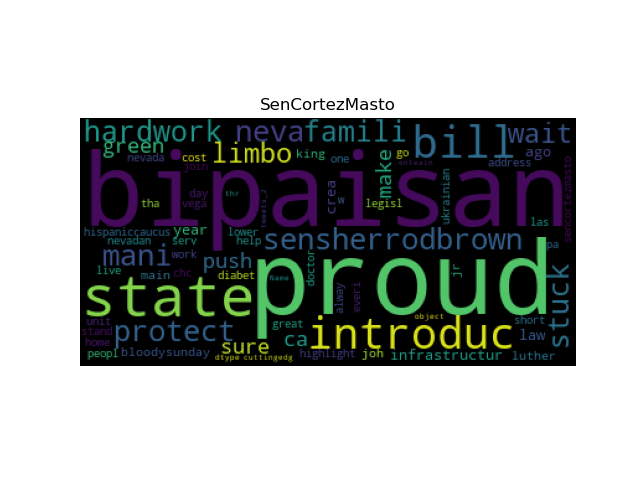 SenCortezMasto
hardwork neva famili bill wait
green nevada cost join limbo king one make go address ago
bipaisan
day vega thr crea w legisl ukrainian las sencortezmasto
tha
hispaniccaucus year lower sensherrodbrown
nevadan serv help pa
mani work push doctor jr stuck
live main chc diabet Name alway everi
state proud
unit great object short
stand protect introduc law
home sure ca
peopl bloodysunday highlight joh infrastructur luther
dtype cuttingedg